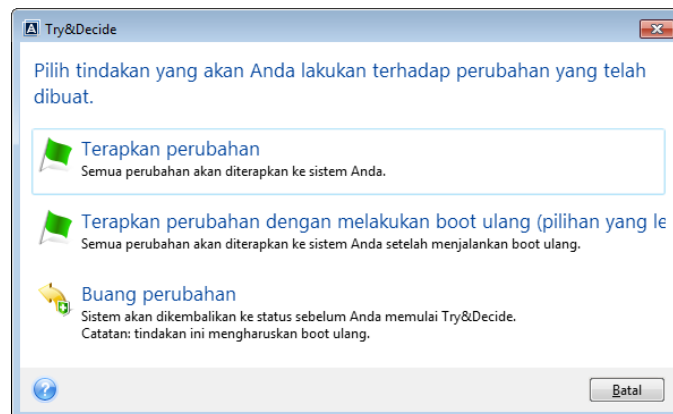 Try&Decide
Pilih tindakan yang akan Anda lakukan terhadap perubahan yang telah
dibuat.
Terapkan perubahan
Semua perubahan akan diterapkan ke sistem Anda.
Terapkan perubahan dengan melakukan boot ulang (pilihan yang le
Semua perubahan akan diterapkan ke sistem Anda setelah menjalankan boot ulang.
Buang perubahan
Sistem akan dikembalikan ke status sebelum Anda memulai Try&Decide.
Catatan: tindakan ini mengharuskan boot ulang.
Batal